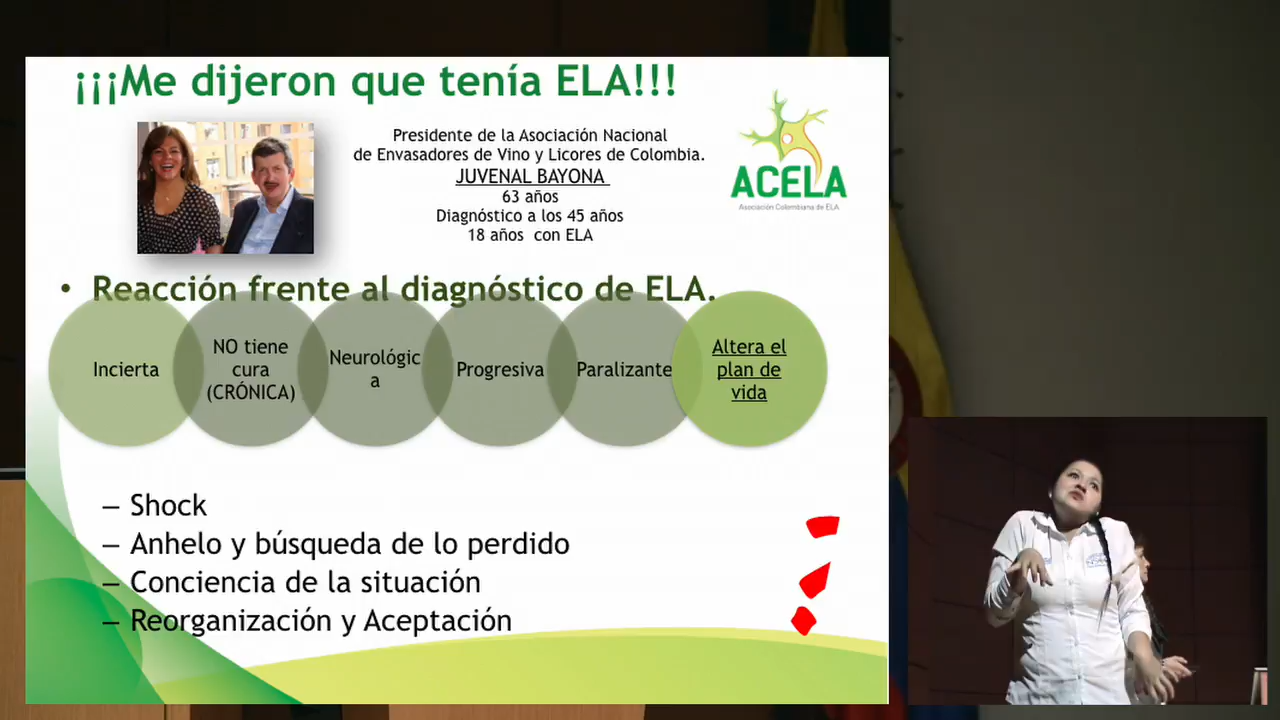 ¡¡¡Me dijeron que tenía ELA!!!
Presidente de la Asociación Nacional
de Envasadores de Vino y Licores de Colombia.
JUVENAL BAYONA
63 años
Diagnóstico a los 45 años
18 años con ELA
ACELA
Asociación Colombiana de ELA
• Reacción frente al diagnóstico de ELA.
Incierta
NO tiene
cura
(CRÓNICA)
Neurológic
a
Progresiva
Paralizante
Altera el
plan de
vida
– Shock
– Anhelo y búsqueda de lo perdido
– Conciencia de la situación
– Reorganización y Aceptación